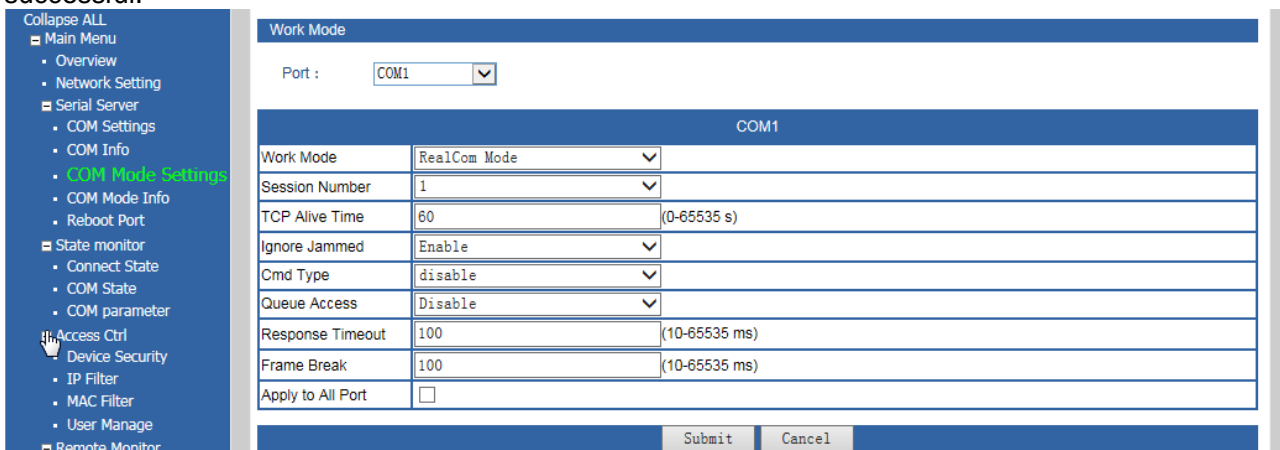 successful.
Collapse ALL
Main Menu
Overview
Network Setting
Serial Server
COM Settings
COM Info
COM Mode Settings
COM Mode Info
Reboot Port
State monitor
Connect State
COM State
COM parameter
Access Ctrl
Device Security
IP Filter
MAC Filter
User Manage
Remote Monitor
Work Mode
Port : COM1
COM1
Work Mode RealCom Mode
Session Number 1
TCP Alive Time 60 (0-65535 s)
Ignore Jammed Enable
Cmd Type disable
Queue Access Disable
Response Timeout 100 (10-65535 ms)
Frame Break 100 (10-65535 ms)
Apply to All Port
Submit Cancel